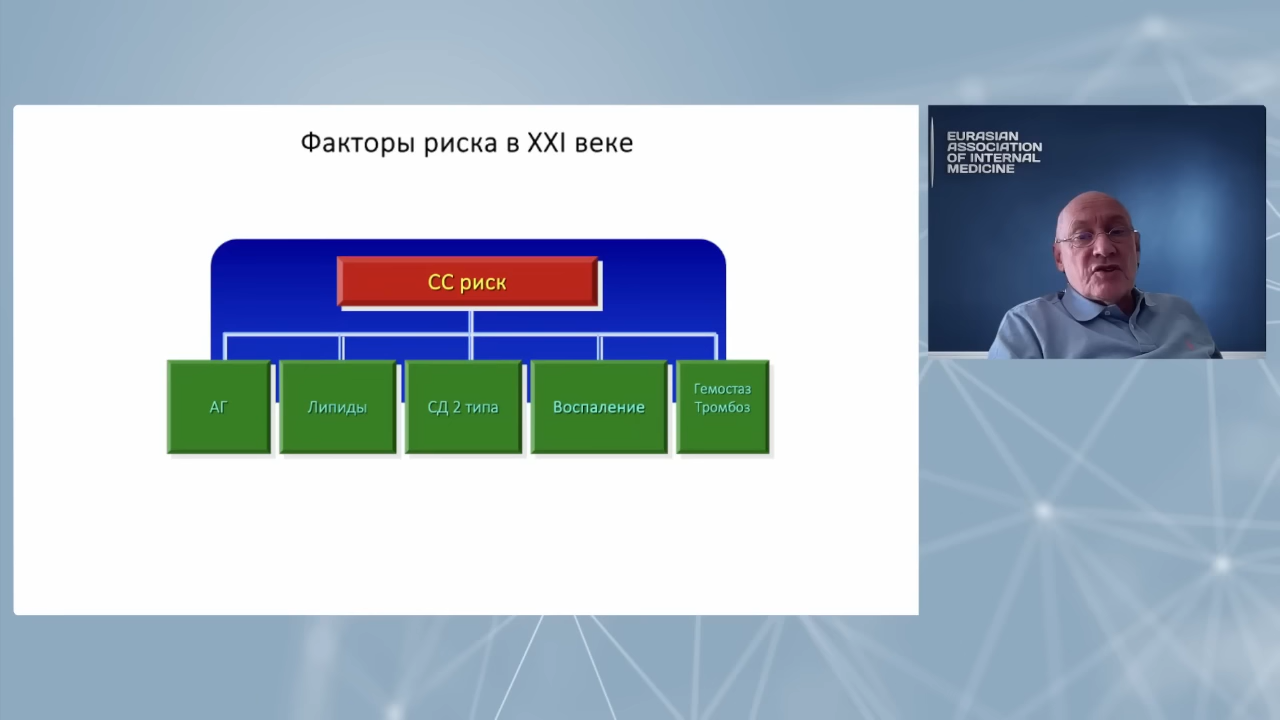 Факторы риска в XXI веке
СС риск
АГ
Липиды
СД 2 типа
Воспаление
Гемостаз
Тромбоз
EURASIAN
ASSOCIATION
OF INTERNAL
MEDICINE